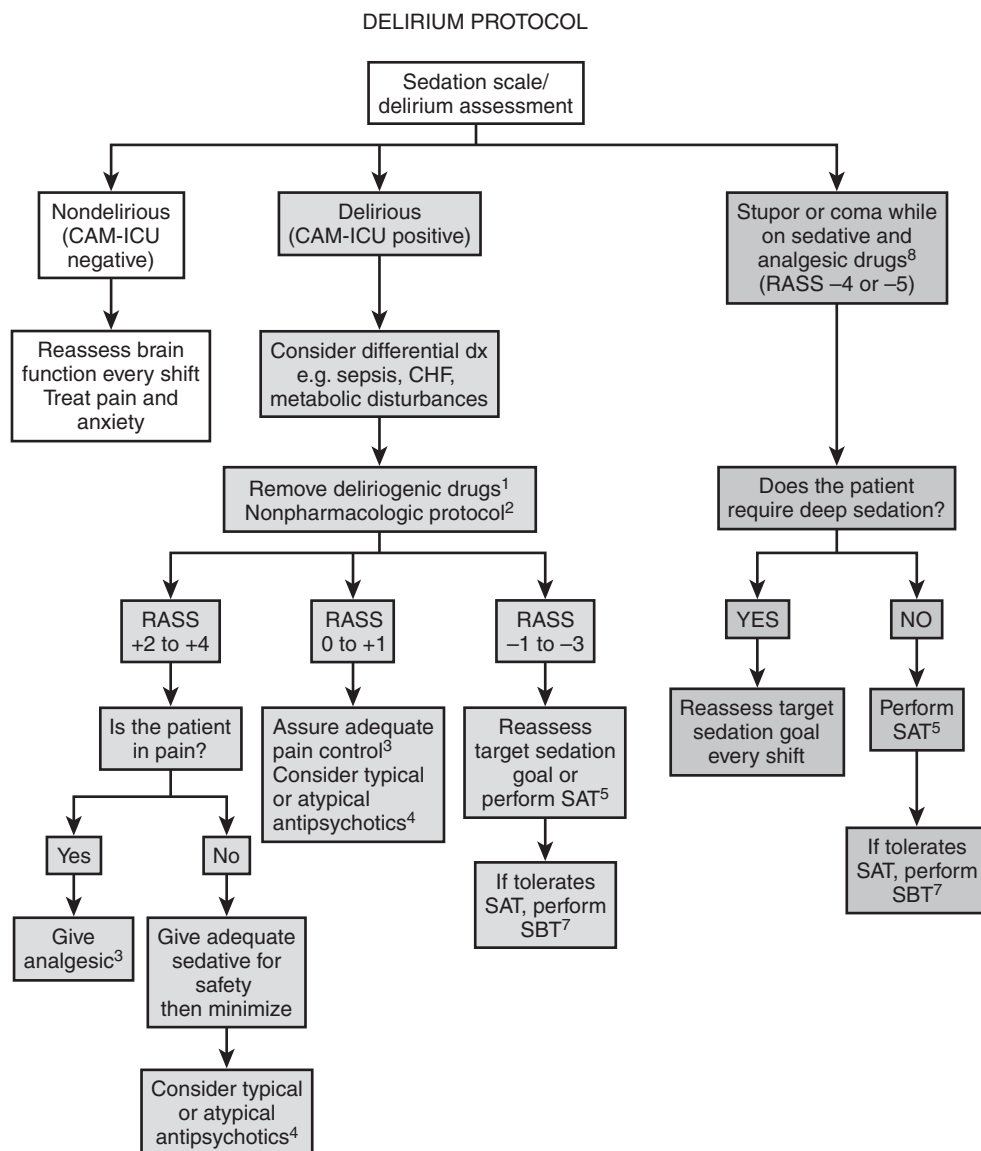 DELIRIUM PROTOCOL
Sedation scale/
delirium assessment
Nondelirious
(CAM-ICU
negative)
Reassess brain
function every shift
Treat pain and
anxiety
Delirious
(CAM-ICU positive)
Consider differential dx
e.g. sepsis, CHF,
metabolic disturbances
Remove deliriogenic drugs¹
Nonpharmacologic protocol²
RASS
+2 to +4
Is the patient
in pain?
Yes
Give
analgesic³
No
Give adequate
sedative for
safety
then minimize
Consider typical
or atypical
antipsychotics⁴
RASS
0 to +1
Assure adequate
pain control³
Consider typical
or atypical
antipsychotics⁴
RASS
–1 to –3
Reassess
target sedation
goal or
perform SAT⁵
If tolerates
SAT, perform
SBT⁷
Stupor or coma while
on sedative and
analgesic drugs⁸
(RASS –4 or –5)
Does the patient
require deep sedation?
YES
Reassess target
sedation goal
every shift
NO
Perform
SAT⁵
If tolerates
SAT, perform
SBT⁷